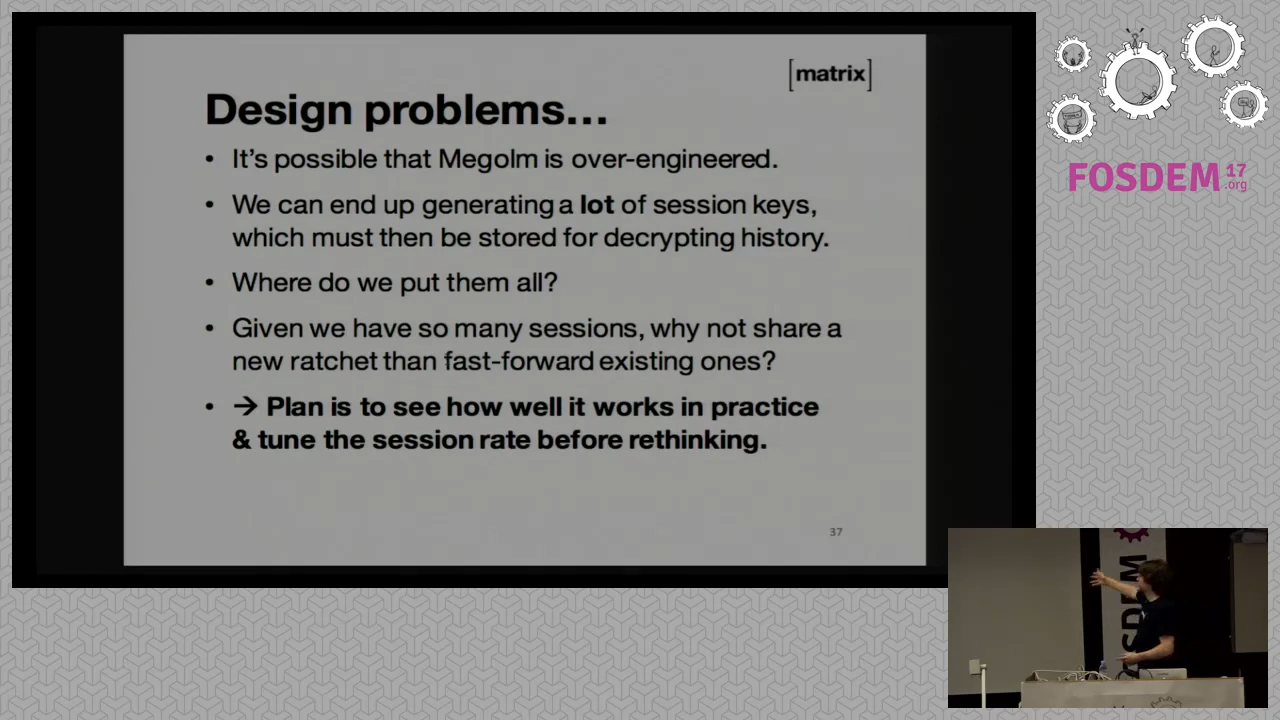 [matrix]
Design problems...
• It's possible that Megolm is over-engineered.
• We can end up generating a lot of session keys,
which must then be stored for decrypting history.
• Where do we put them all?
• Given we have so many sessions, why not share a
new ratchet than fast-forward existing ones?
• → Plan is to see how well it works in practice
& tune the session rate before rethinking.
37
FOSDEM 17
.org